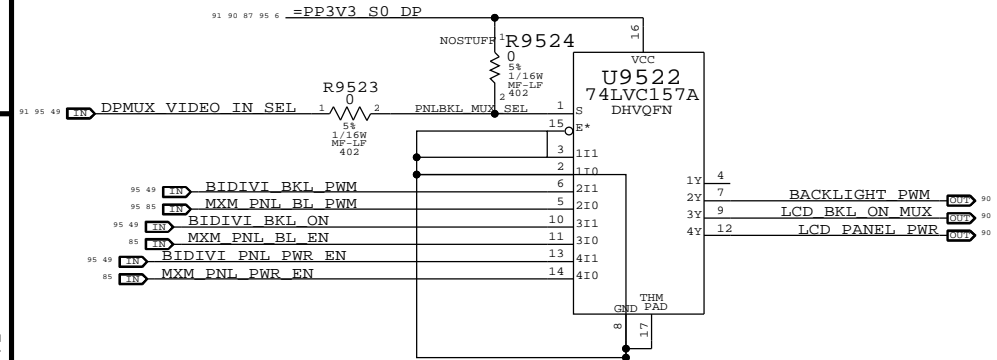 91 90 87 95 6 =PP3V3_S0_DP
NOSTUFF 1 R9524
0
5%
1/16W
MF-LF
402
2
16
VCC
U9522
74LVC157A
DHVQFN
R9523
0
1 2
5%
1/16W
MF-LF
402
91 95 49 IN DPMUX_VIDEO_IN_SEL
PNLBKL_MUX_SEL 1 S
15 E*
3 1I1
2 1I0
95 49 IN BIDIVI_BKL_PWM 6 2I1
95 85 IN MXM_PNL_BL_PWM 5 2I0
95 49 IN BIDIVI_BKL_ON 10 3I1
85 IN MXM_PNL_BL_EN 11 3I0
95 49 IN BIDIVI_PNL_PWR_EN 13 4I1
85 IN MXM_PNL_PWR_EN 14 4I0
1Y 4
2Y 7 BACKLIGHT_PWM OUT 90
3Y 9 LCD_BKL_ON_MUX OUT 90
4Y 12 LCD_PANEL_PWR OUT 90
GND THM PAD
8 17